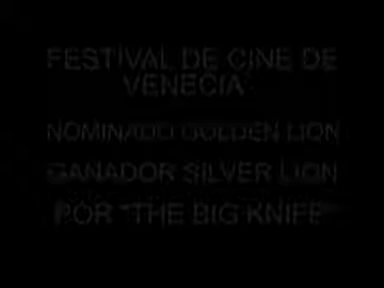 FESTIVAL DE CINE DE
VENECIA
NOMINADO GOLDEN LION
GANADOR SILVER LION
POR "THE BIG KNIFE"